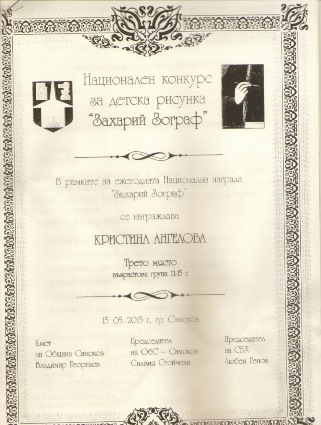 Национален конкурс
за детска рисунка
"Захарий Зограф"
В рамките на ежегодната Национална награда
"Захарий Зограф"
се награждава
КРИСТИНА АНГЕЛОВА
Трето място
възрастова група 11-15 г.
15. 05. 2015 г., гр. Самоков
Кмет
на Община Самоков
Владимир Георгиев
Председател
на ОбС – Самоков
Силвия Стойчева
Председател
на СБХ
Любен Генов